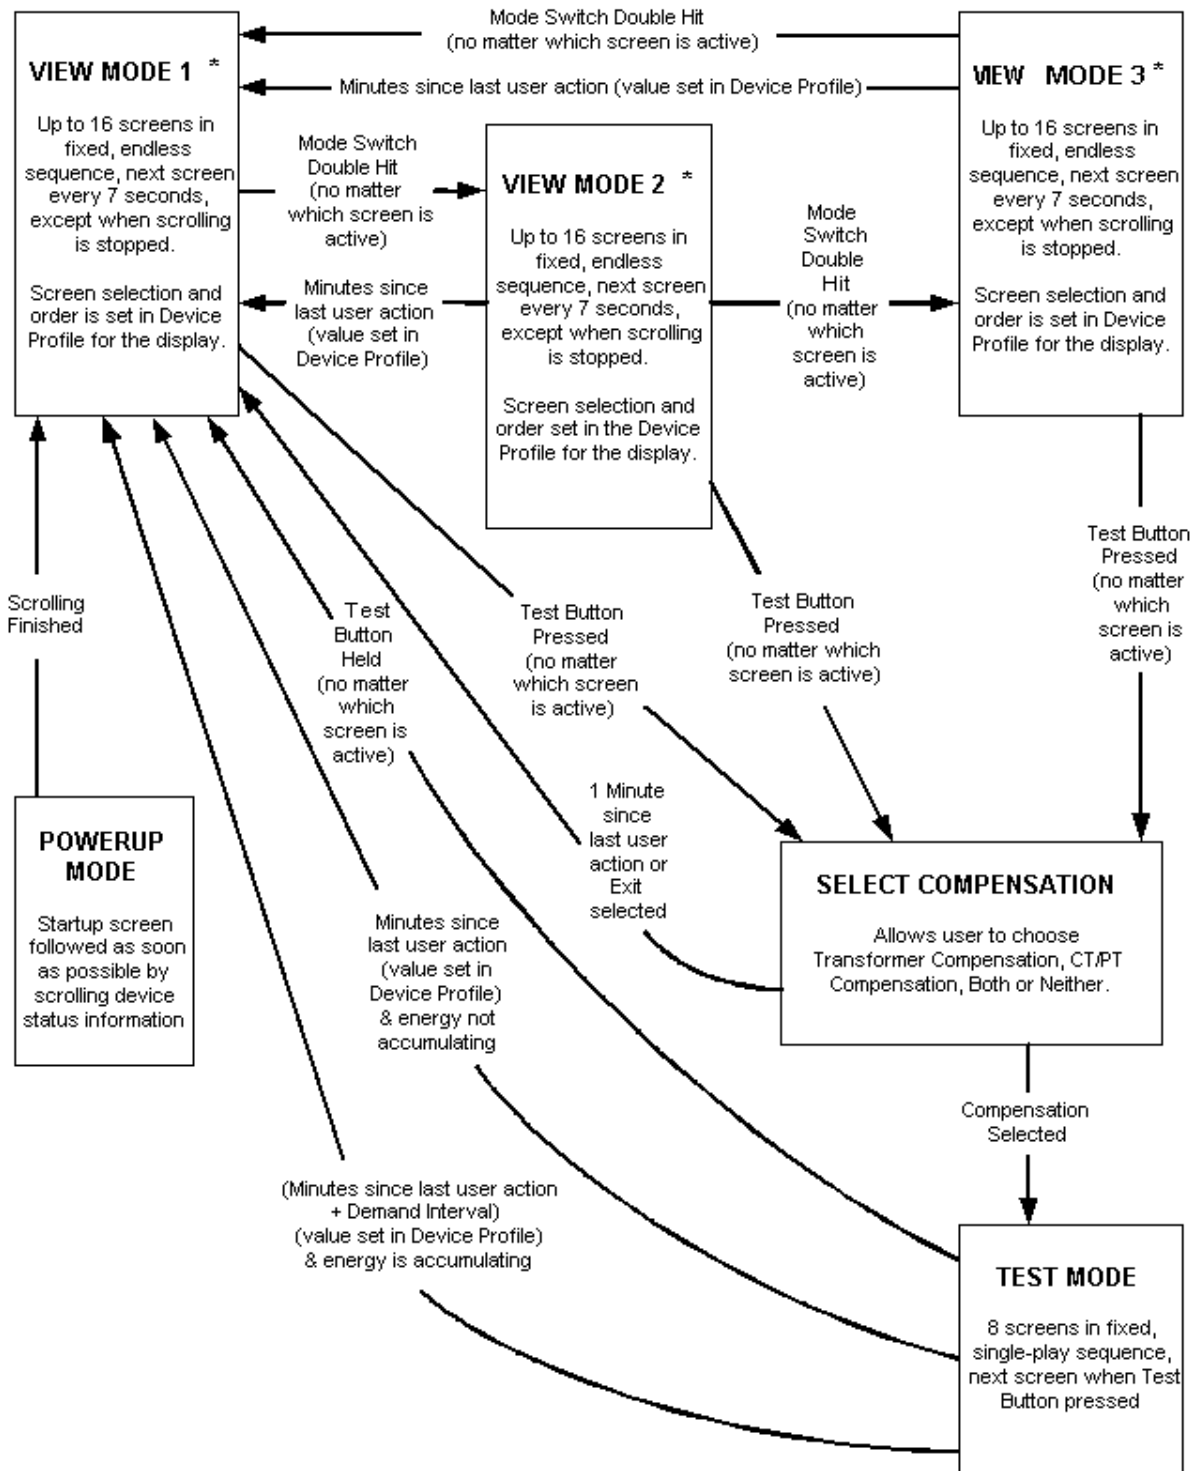 Mode Switch Double Hit
(no matter which screen is active)
VIEW MODE 1 *
Up to 16 screens in
fixed, endless
sequence, next screen
every 7 seconds,
except when scrolling
is stopped.
Screen selection and
order is set in Device
Profile for the display.
Minutes since last user action (value set in Device Profile)
VIEW MODE 3 *
Up to 16 screens in
fixed, endless
sequence, next screen
every 7 seconds,
except when scrolling
is stopped.
Screen selection and
order is set in Device
Profile for the display.
Mode Switch
Double Hit
(no matter
which screen is
active)
Minutes since
last user action
(value set in
Device Profile)
VIEW MODE 2 *
Up to 16 screens in
fixed, endless
sequence, next screen
every 7 seconds,
except when scrolling
is stopped.
Screen selection and
order set in the Device
Profile for the display.
Mode
Switch
Double
Hit
(no matter
which
screen is
active)
Scrolling
Finished
Test
Button
Held
(no matter
which
screen is
active)
Test Button
Pressed
(no matter
which screen
is active)
Test Button
Pressed
(no matter which
screen is active)
Test Button
Pressed
(no matter
which
screen is
active)
POWERUP
MODE
Startup screen
followed as soon
as possible by
scrolling device
status information
1 Minute
since
last user
action or
Exit
selected
SELECT COMPENSATION
Allows user to choose
Transformer Compensation, CT/PT
Compensation, Both or Neither.
Minutes since
last user action
(value set in
Device Profile)
& energy not
accumulating
Compensation
Selected
(Minutes since last user action
+ Demand Interval)
(value set in Device Profile)
& energy is accumulating
TEST MODE
8 screens in fixed,
single-play sequence,
next screen when Test
Button pressed